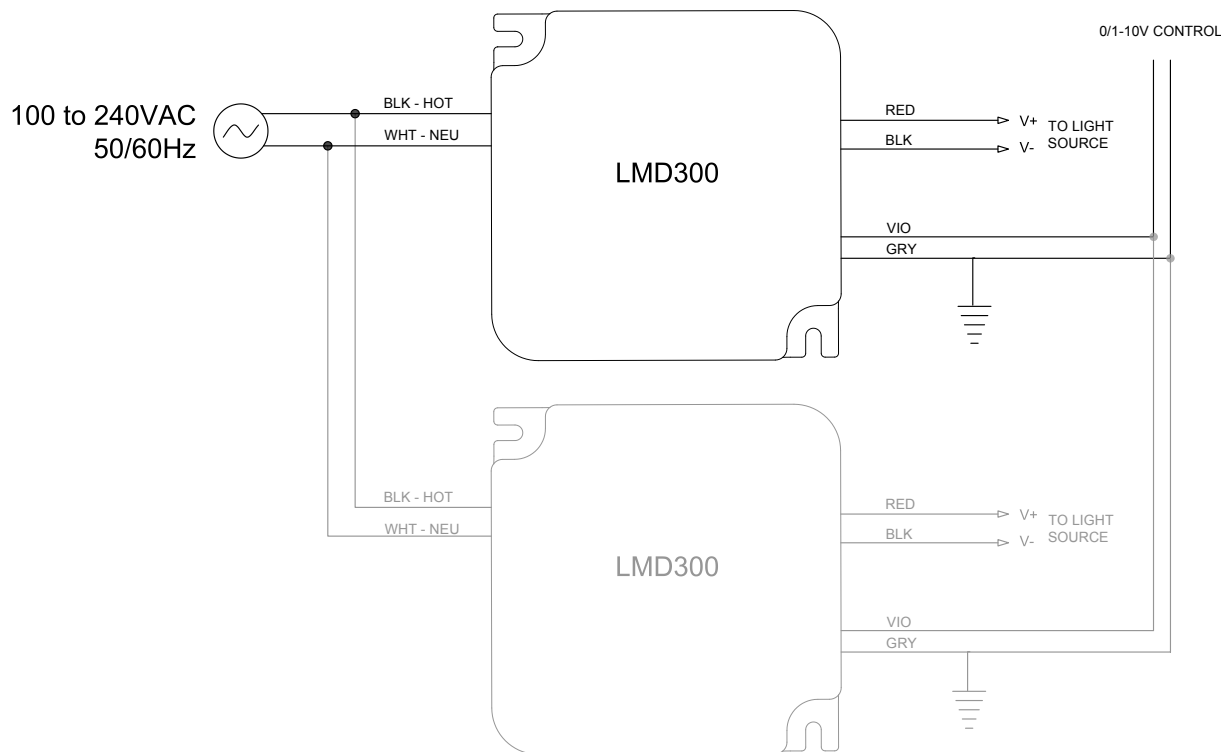 0/1-10V CONTROL
100 to 240VAC
50/60Hz
BLK - HOT
WHT - NEU
LMD300
RED
BLK
V+
V-
TO LIGHT
SOURCE
VIO
GRY
BLK - HOT
WHT - NEU
LMD300
RED
BLK
V+
V-
TO LIGHT
SOURCE
VIO
GRY